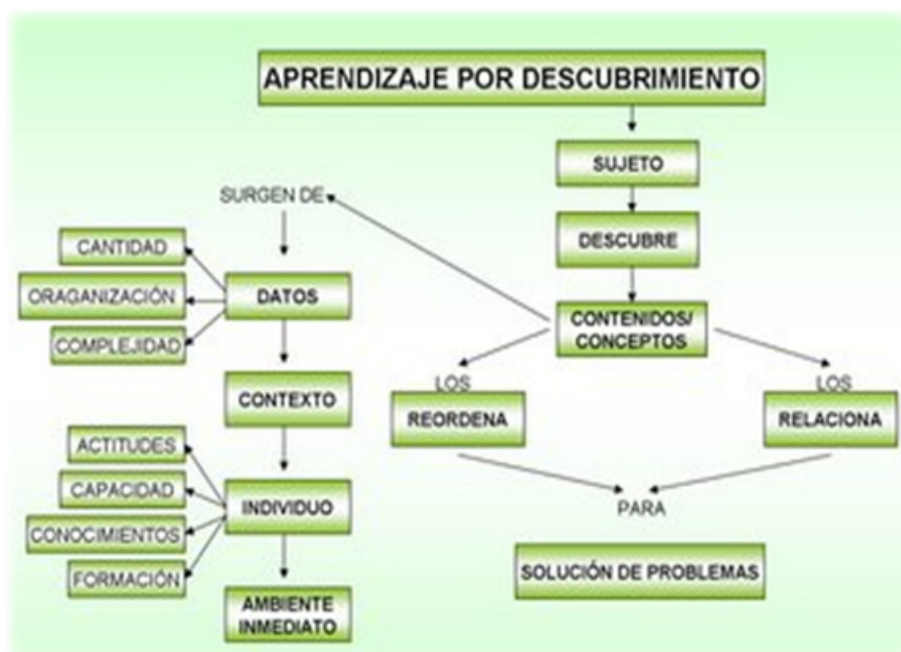 APRENDIZAJE POR DESCUBRIMIENTO
SUJETO
DESCUBRE
CONTENIDOS/
CONCEPTOS
LOS
REORDENA
LOS
RELACIONA
PARA
SOLUCIÓN DE PROBLEMAS
SURGEN DE
DATOS
CANTIDAD
ORAGANIZACIÓN
COMPLEJIDAD
CONTEXTO
INDIVIDUO
ACTITUDES
CAPACIDAD
CONOCIMIENTOS
FORMACIÓN
AMBIENTE
INMEDIATO